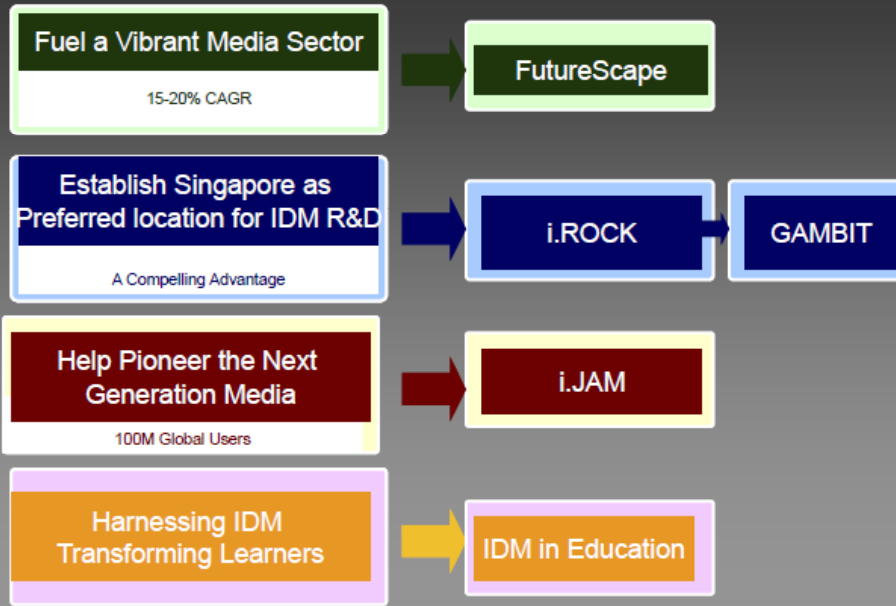 Fuel a Vibrant Media Sector
15-20% CAGR
FutureScape
Establish Singapore as
Preferred location for IDM R&D
A Compelling Advantage
i.ROCK
GAMBIT
Help Pioneer the Next
Generation Media
100M Global Users
i.JAM
Harnessing IDM
Transforming Learners
IDM in Education